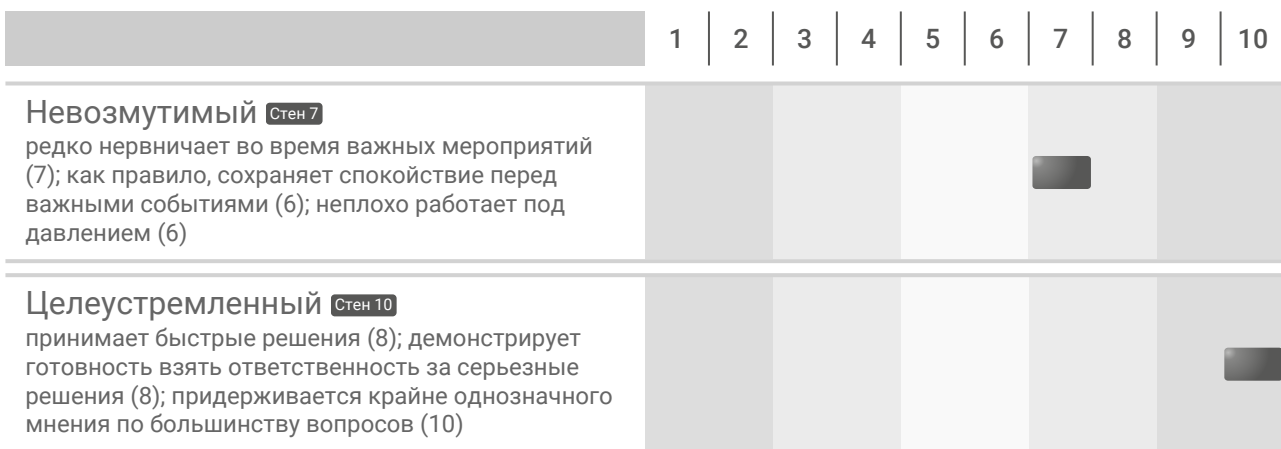 1 2 3 4 5 6 7 8 9 10
Невозмутимый Стен 7
редко нервничает во время важных мероприятий
(7); как правило, сохраняет спокойствие перед
важными событиями (6); неплохо работает под
давлением (6)
Целеустремленный Стен 10
принимает быстрые решения (8); демонстрирует
готовность взять ответственность за серьезные
решения (8); придерживается крайне однозначного
мнения по большинству вопросов (10)